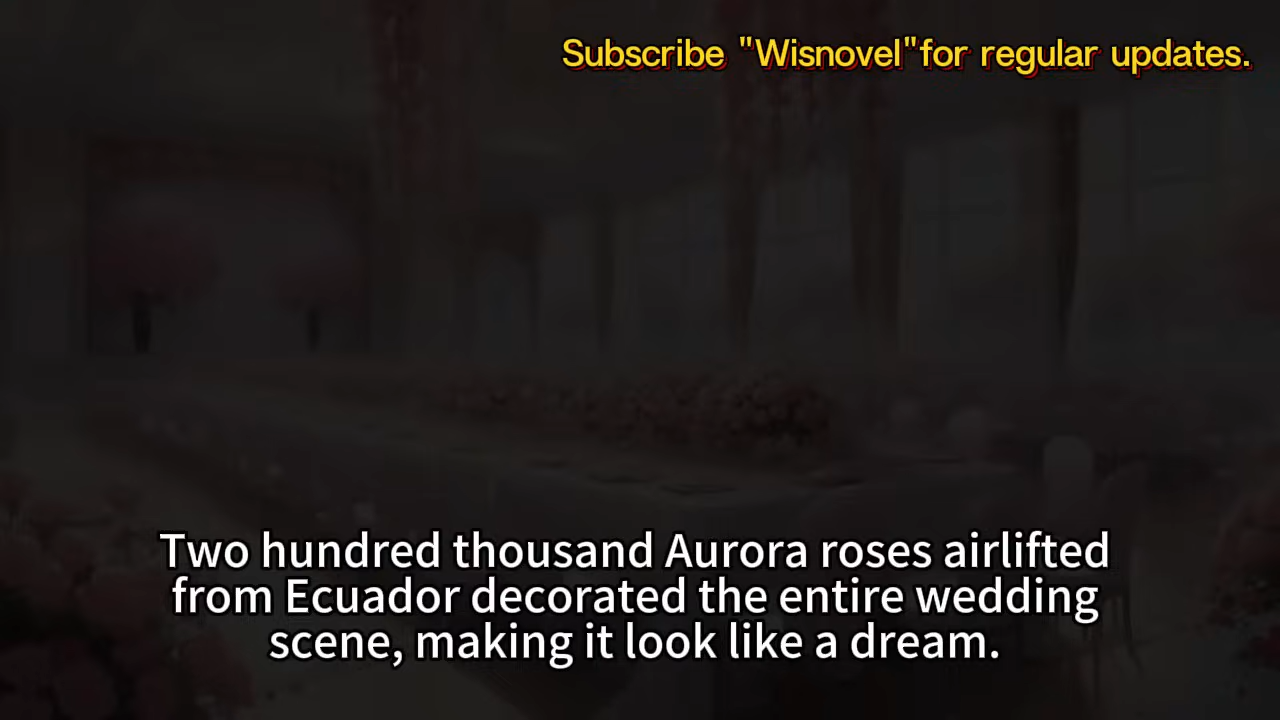 Subscribe "Wisnovel"for regular updates.
Two hundred thousand Aurora roses airlifted
from Ecuador decorated the entire wedding
scene, making it look like a dream.